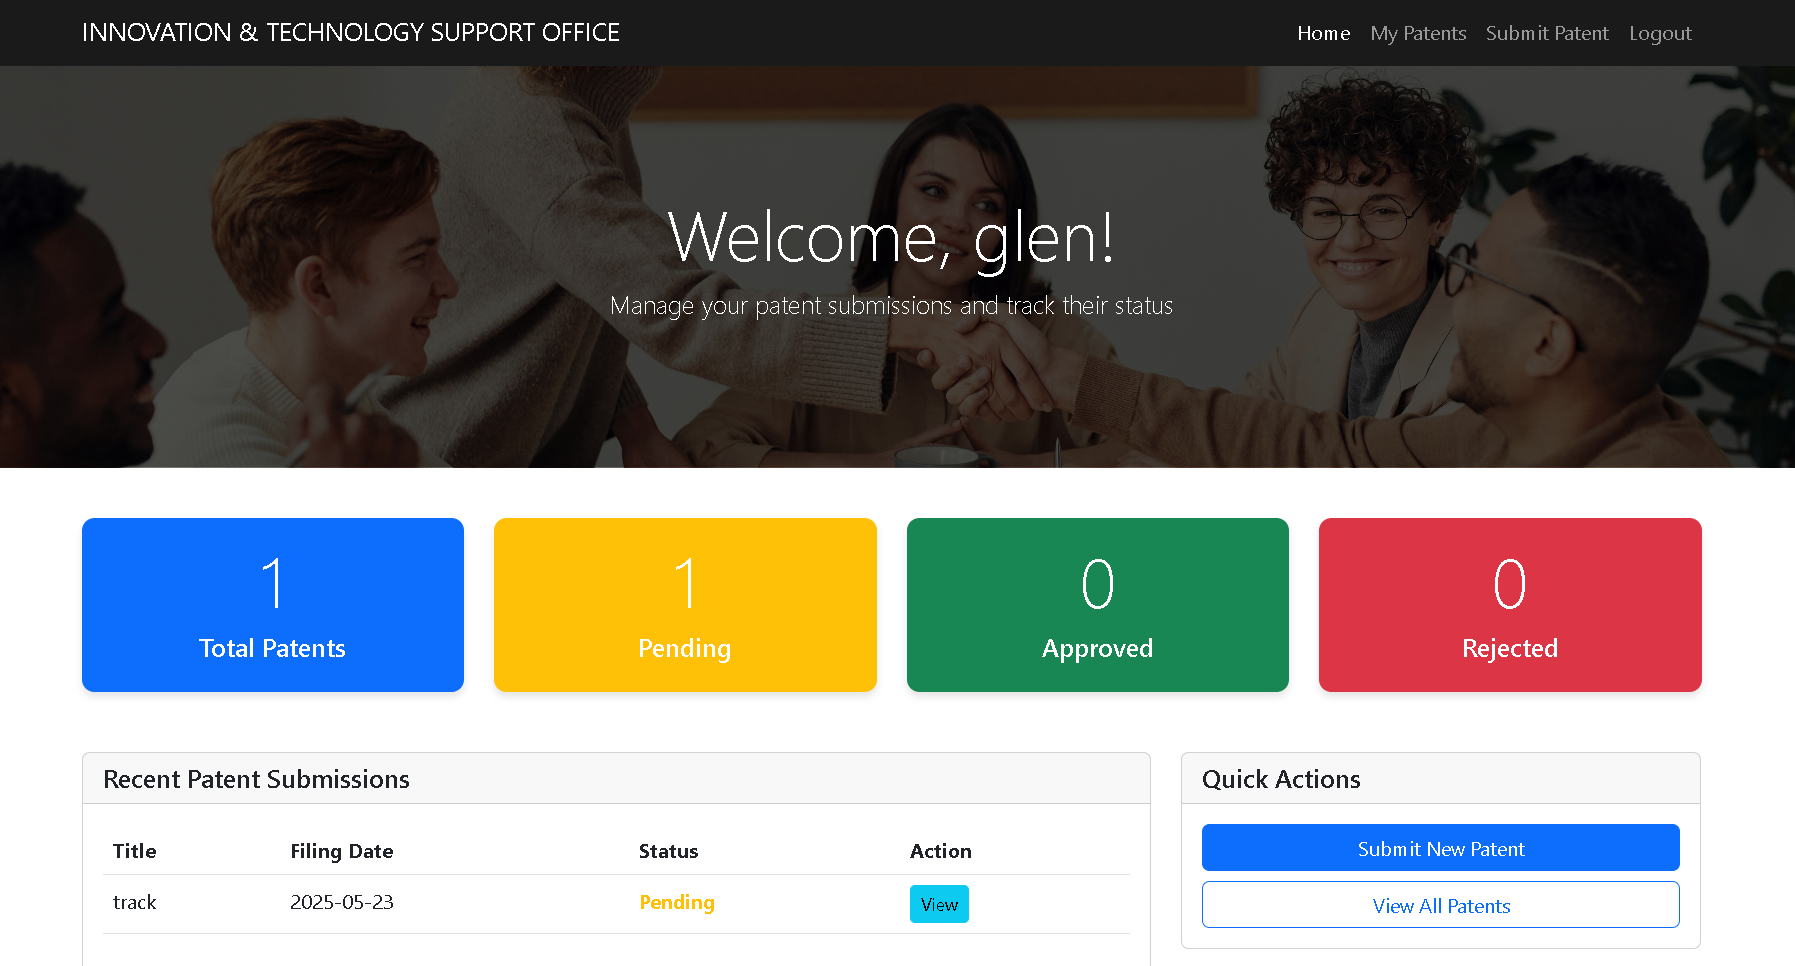 INNOVATION & TECHNOLOGY SUPPORT OFFICE
Home My Patents Submit Patent Logout
Welcome, glen!
Manage your patent submissions and track their status
1
Total Patents
1
Pending
0
Approved
0
Rejected
Recent Patent Submissions
Title Filing Date Status Action
track 2025-05-23 Pending View
Quick Actions
Submit New Patent
View All Patents